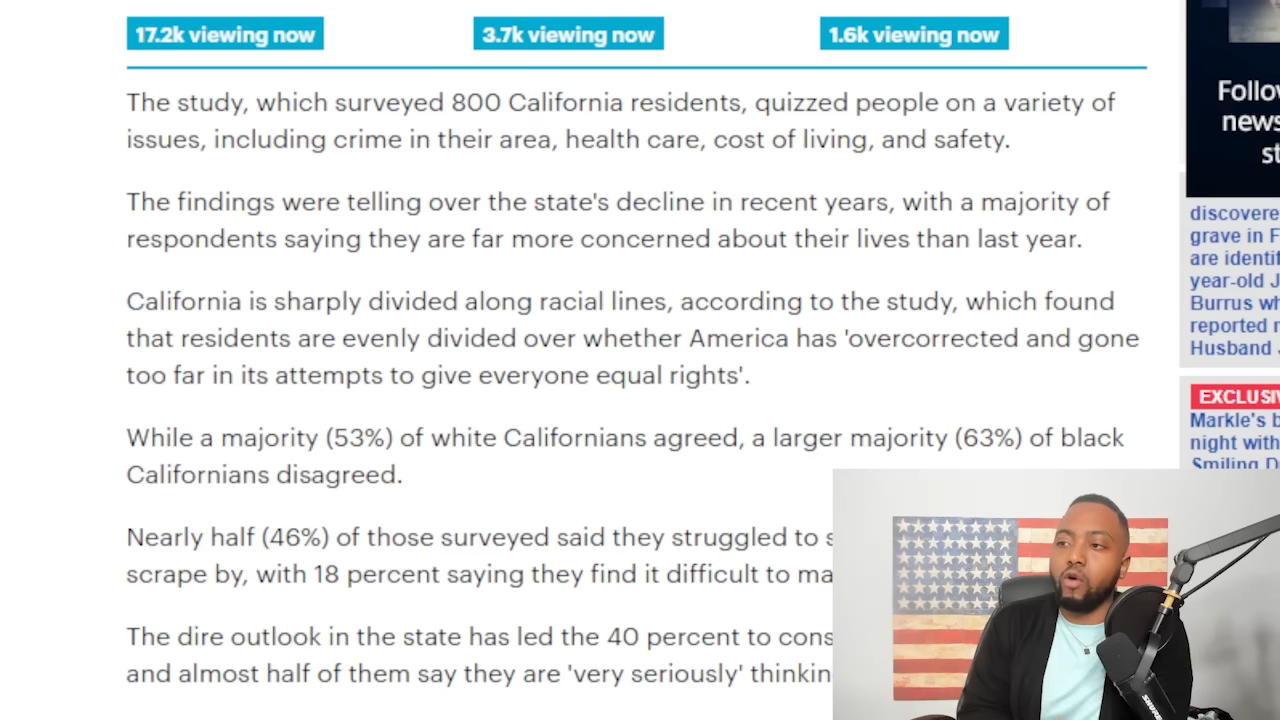 17.2k viewing now
3.7k viewing now
1.6k viewing now
The study, which surveyed 800 California residents, quizzed people on a variety of
issues, including crime in their area, health care, cost of living, and safety.
The findings were telling over the state's decline in recent years, with a majority of
respondents saying they are far more concerned about their lives than last year.
California is sharply divided along racial lines, according to the study, which found
that residents are evenly divided over whether America has 'overcorrected and gone
too far in its attempts to give everyone equal rights'.
While a majority (53%) of white Californians agreed, a larger majority (63%) of black
Californians disagreed.
Nearly half (46%) of those surveyed said they struggled to
scrape by, with 18 percent saying they find it difficult to
The dire outlook in the state has led the 40 percent to
and almost half of them say they are 'very seriously'
news
grave in
are
year-old J
Burrus
reported
Husband
EXCLUSIV
Markle's b
night with
Smiling
SHURE